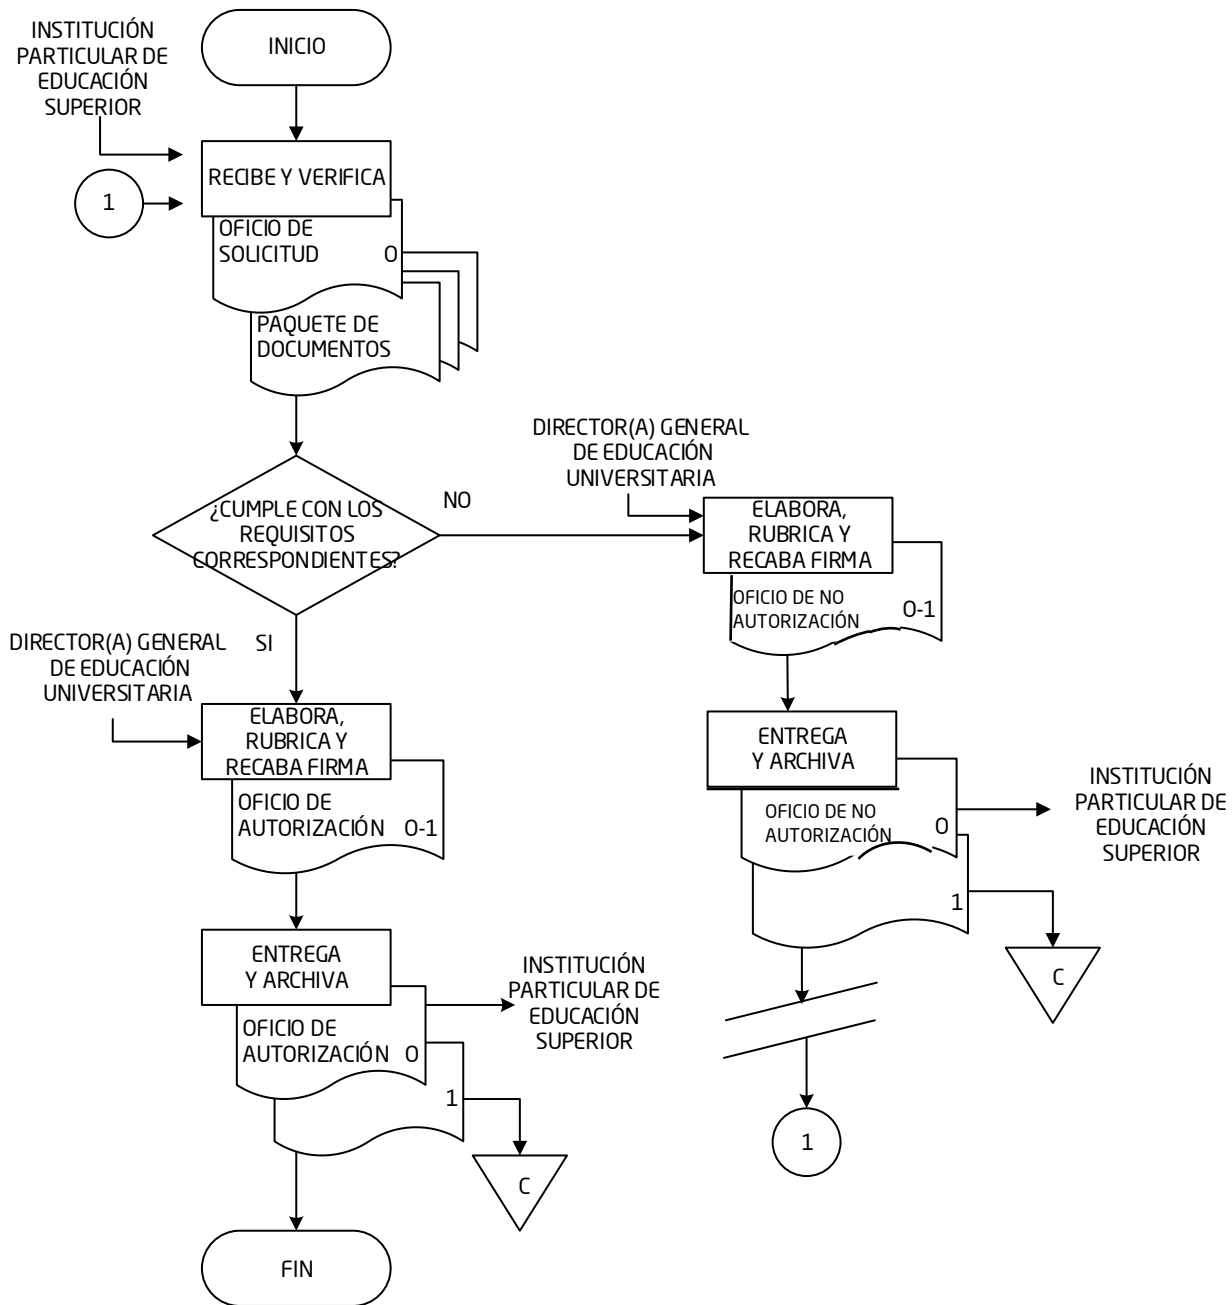 INSTITUCIÓN
PARTICULAR DE
EDUCACIÓN
SUPERIOR
INICIO
RECIBE Y VERIFICA
1
OFICIO DE
SOLICITUD O
PAQUETE DE
DOCUMENTOS
¿CUMPLE CON LOS
REQUISITOS
CORRESPONDIENTES?
NO
DIRECTOR(A) GENERAL
DE EDUCACIÓN
UNIVERSITARIA
ELABORA,
RUBRICA Y
RECABA FIRMA
OFICIO DE NO
AUTORIZACIÓN O-1
ENTREGA
Y ARCHIVA
OFICIO DE NO
AUTORIZACIÓN O
INSTITUCIÓN
PARTICULAR DE
EDUCACIÓN
SUPERIOR
1
C
1
SI
DIRECTOR(A) GENERAL
DE EDUCACIÓN
UNIVERSITARIA
ELABORA,
RUBRICA Y
RECABA FIRMA
OFICIO DE
AUTORIZACIÓN O-1
ENTREGA
Y ARCHIVA
OFICIO DE
AUTORIZACIÓN O
INSTITUCIÓN
PARTICULAR DE
EDUCACIÓN
SUPERIOR
1
C
FIN